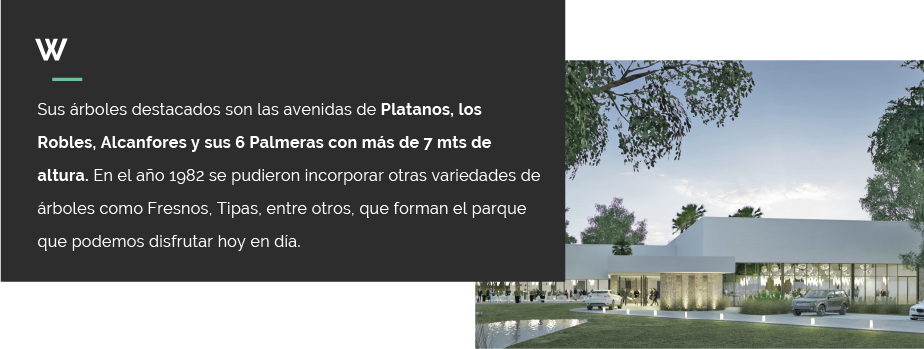 W
Sus árboles destacados son las avenidas de Platanos, los
Robles, Alcanfores y sus 6 Palmeras con más de 7 mts de
altura. En el año 1982 se pudieron incorporar otras variedades de
árboles como Fresnos, Tipas, entre otros, que forman el parque
que podemos disfrutar hoy en día.